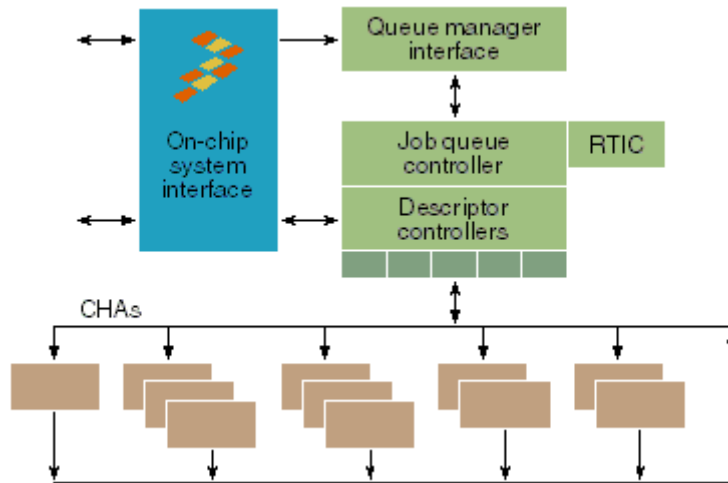 Queue manager
interface
On-chip
system
interface
Job queue
controller
RTIC
Descriptor
controllers
CHAs